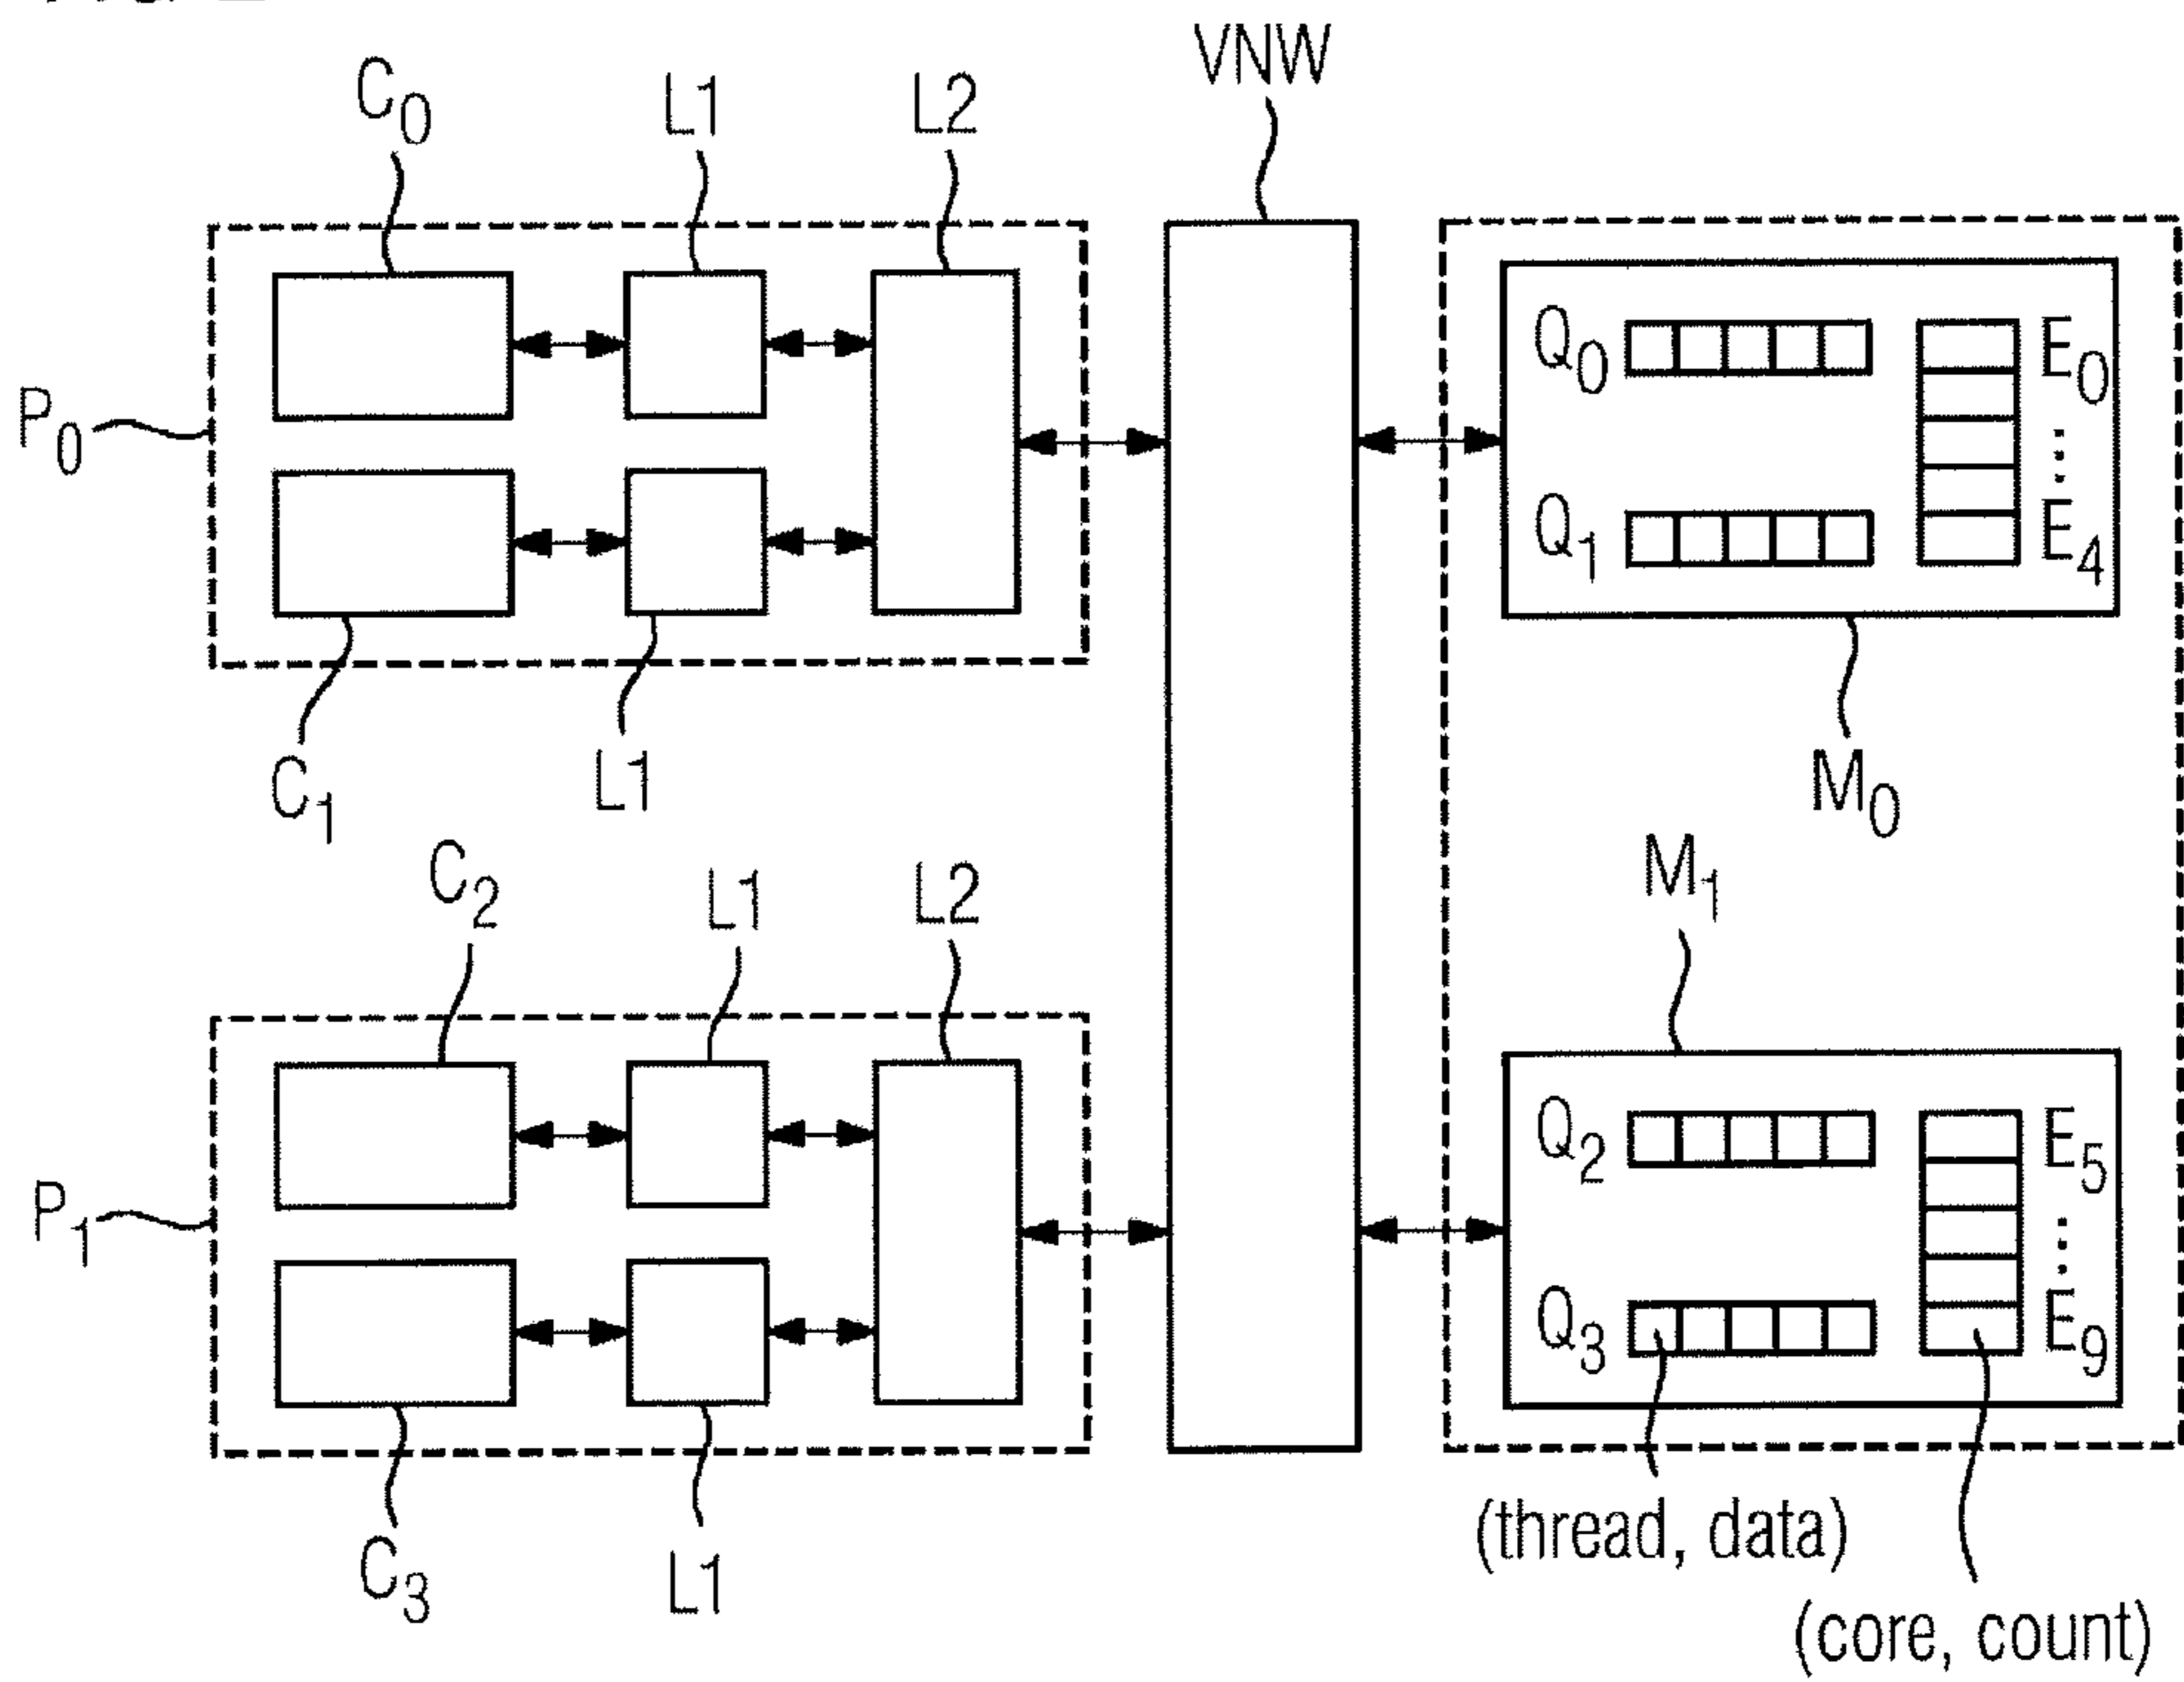 C0 L1 L2 VNW
P0
Q0 E0
Q1 E4
C1 L1 M0
C2 L1 L2 M1
P1
Q2 E5
Q3 E9
C3 L1
(thread, data)
(core, count)